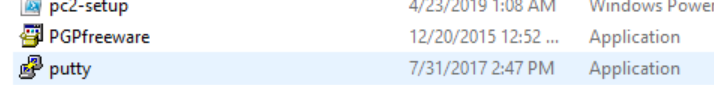 pc2-setup 4/23/2019 1:08 AM Windows Power
PGPfreeware 12/20/2015 12:52 ... Application
putty 7/31/2017 2:47 PM Application